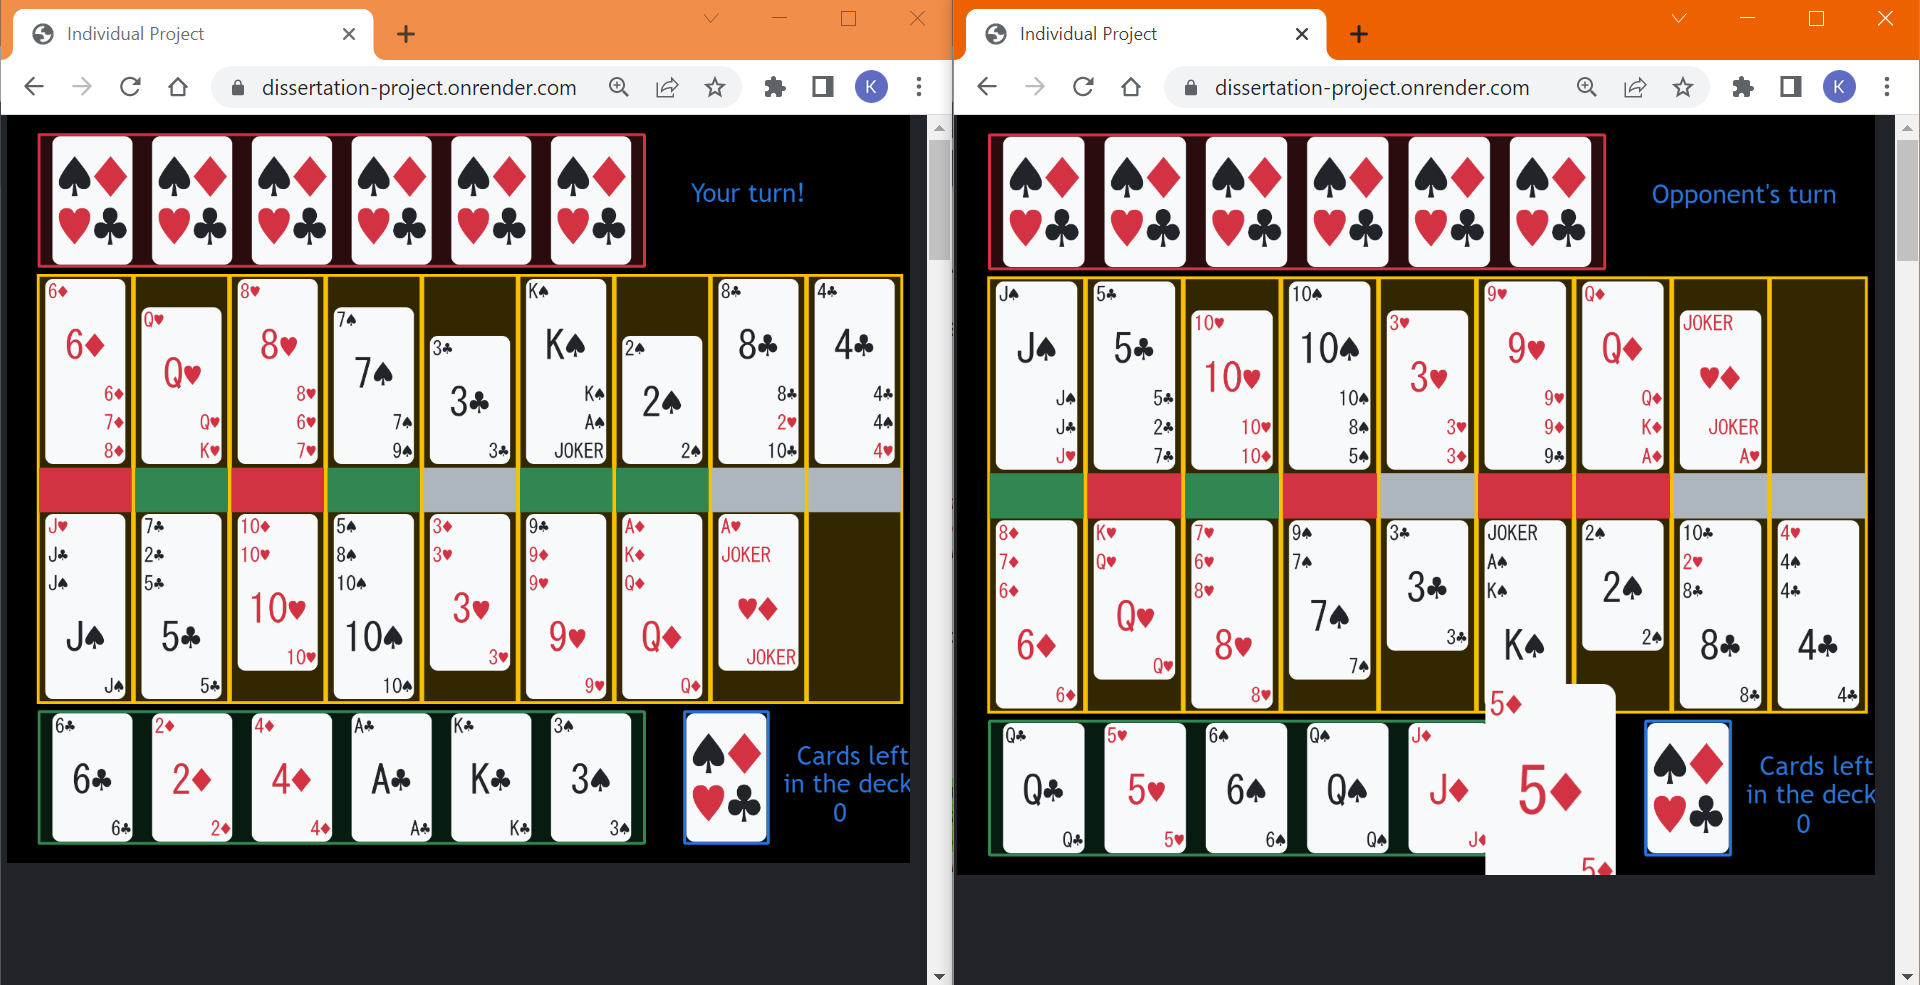 Individual Project
dissertation-project.onrender.com
K
Your turn!
6♦ Q♥ 8♥ 7♠ 3♣ K♠ 2♠ 8♣ 4♣
6♦ Q♥ 8♥ 7♠ 3♣ K♠ 2♠ 8♣ 4♣
6♦ 8♥ K♠ 8♣ 4♣
7♦ Q♥ 6♥ 7♠ A♠ 2♥ 4♠
8♦ K♥ 7♥ 9♠ 3♣ JOKER 2♠ 10♣ 4♥
J♥ 7♣ 10♦ 5♠ 3♦ 9♣ A♦ A♥
J♣ 2♣ 10♥ 8♠ 3♥ 9♦ K♦ JOKER
J♠ 5♣ 10♠ 9♥ Q♦
J♠ 5♣ 10♥ 10♠ 3♥ 9♥ Q♦
10♥ 3♥ JOKER
J♠ 5♣ 10♠ 9♥ Q♦
6♣ 2♦ 4♦ A♣ K♣ 3♠
6♣ 2♦ 4♦ A♣ K♣ 3♠
6♣ 2♦ 4♦ A♣ K♣ 3♠
Cards left
in the deck
0
Individual Project
dissertation-project.onrender.com
K
Opponent's turn
J♠ 5♣ 10♥ 10♠ 3♥ 9♥ Q♦ JOKER
J♠ 5♣ 10♥ 10♠ 3♥ 9♥ Q♦
J♠ 5♣ 10♠ 9♥ Q♦
J♣ 2♣ 10♥ 8♠ 3♥ 9♦ K♦ JOKER
J♥ 7♣ 10♦ 5♠ 3♦ 9♣ A♦ A♥
8♦ K♥ 7♥ 9♠ 3♣ JOKER 2♠ 10♣ 4♥
7♦ Q♥ 6♥ 7♠ A♠ 2♥ 4♠
6♦ 8♥ K♠ 8♣ 4♣
6♦ Q♥ 8♥ 7♠ 3♣ K♠ 2♠ 8♣ 4♣
Q♥ 7♠ 3♣ 2♠
6♦ 8♥ 8♣ 4♣
Q♣ 5♥ 6♠ Q♠ J♦ 5♦
Q♣ 5♥ 6♠ Q♠ J♦ 5♦
Q♣ 5♥ 6♠ Q♠ J♦ 5♦
Cards left
in the deck
0